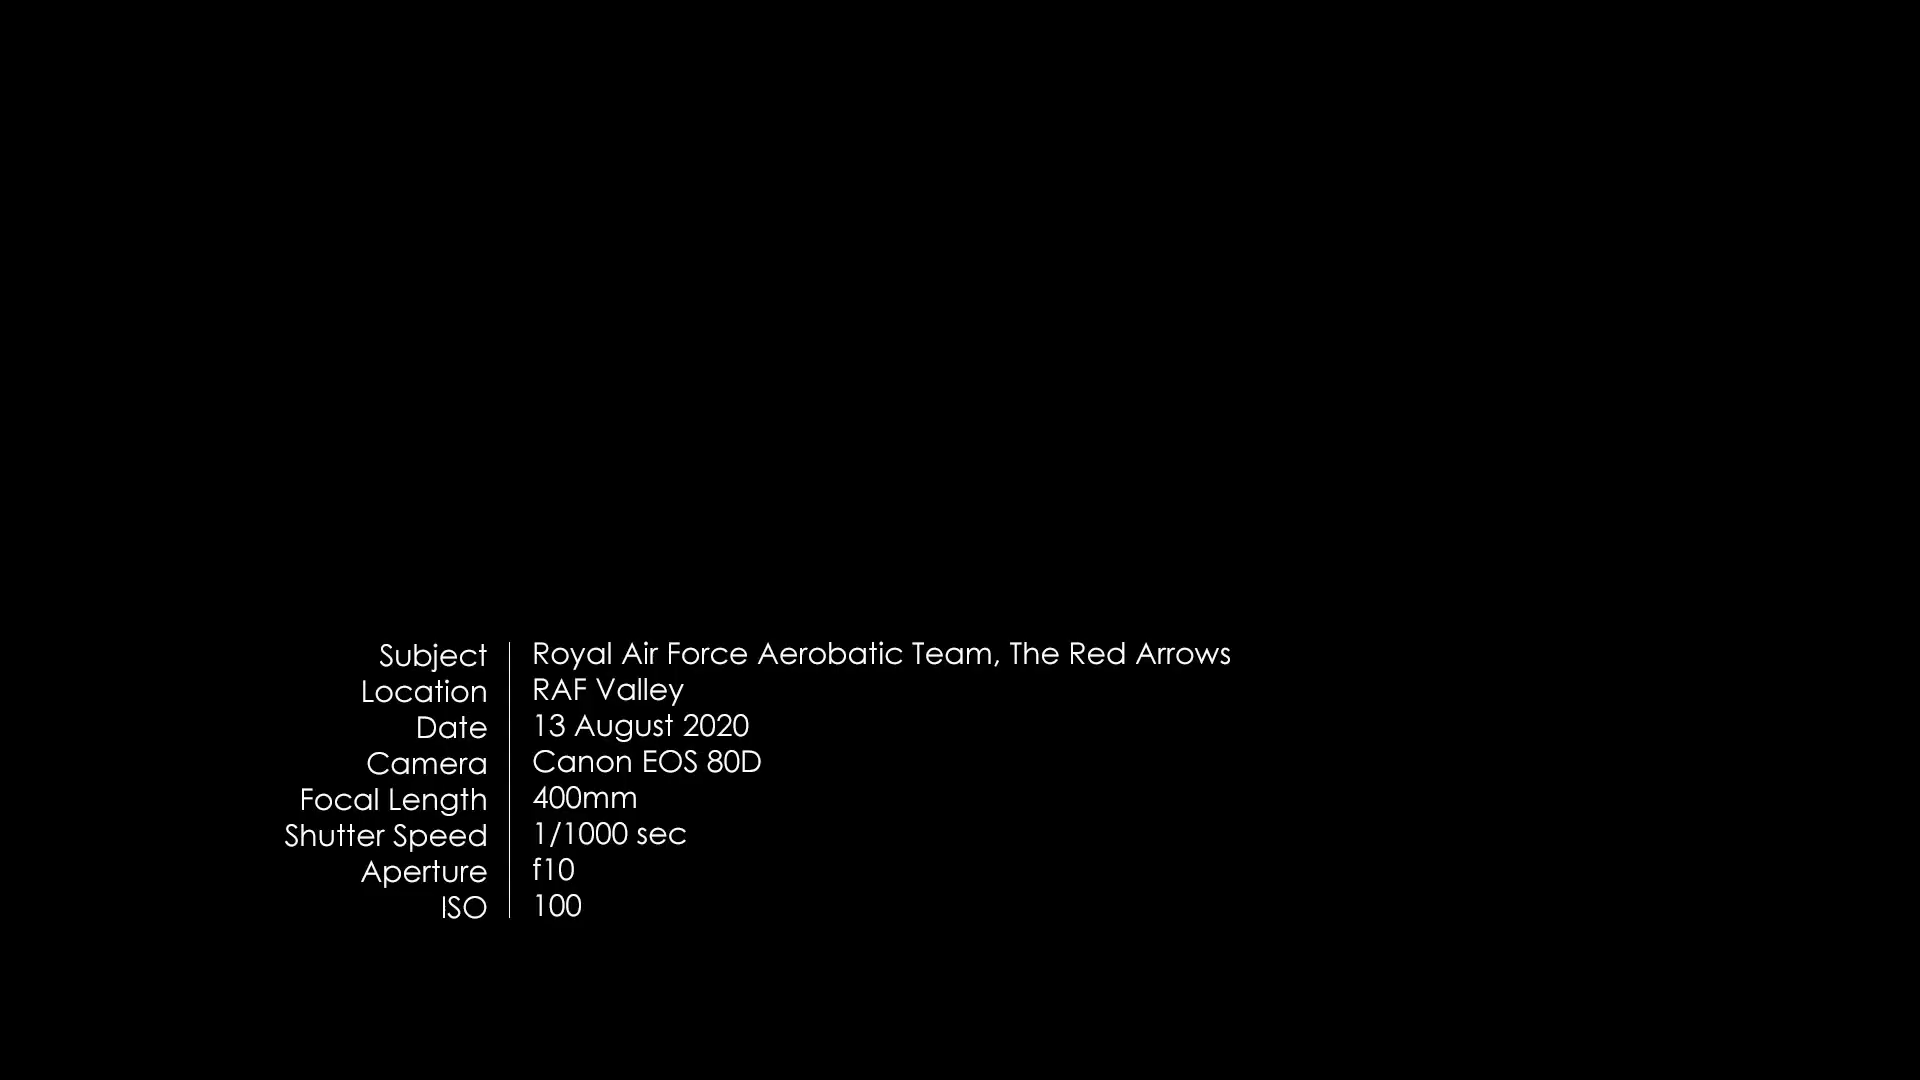 Subject Royal Air Force Aerobatic Team, The Red Arrows
Location RAF Valley
Date 13 August 2020
Camera Canon EOS 80D
Focal Length 400mm
Shutter Speed 1/1000 sec
Aperture f10
ISO 100